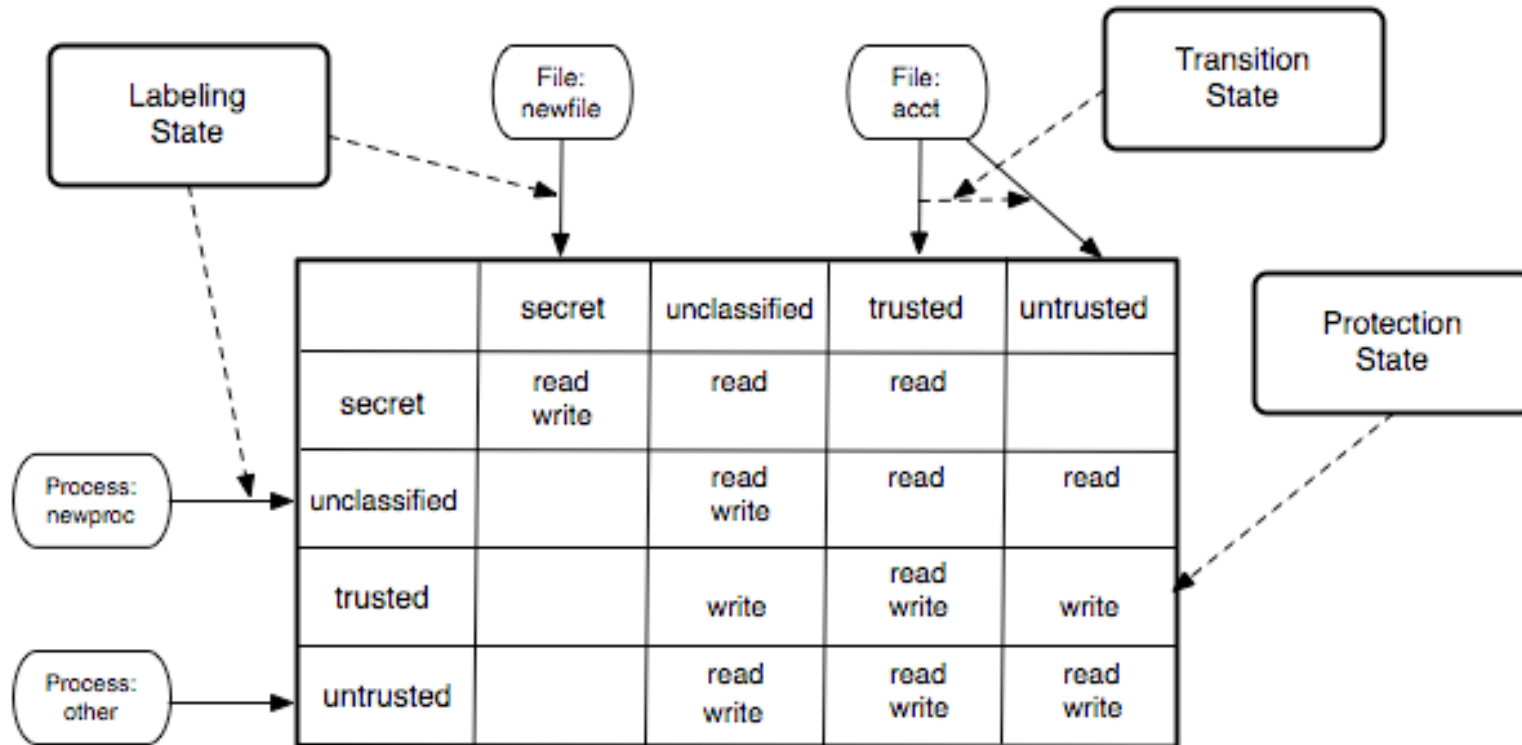 Labeling
State
File:
newfile
File:
acct
Transition
State
secret unclassified trusted untrusted
Protection
State
secret
read
write
read
read
Process:
newproc
unclassified
read
write
read
read
trusted
write
read
write
write
Process:
other
untrusted
read
write
read
write
read
write